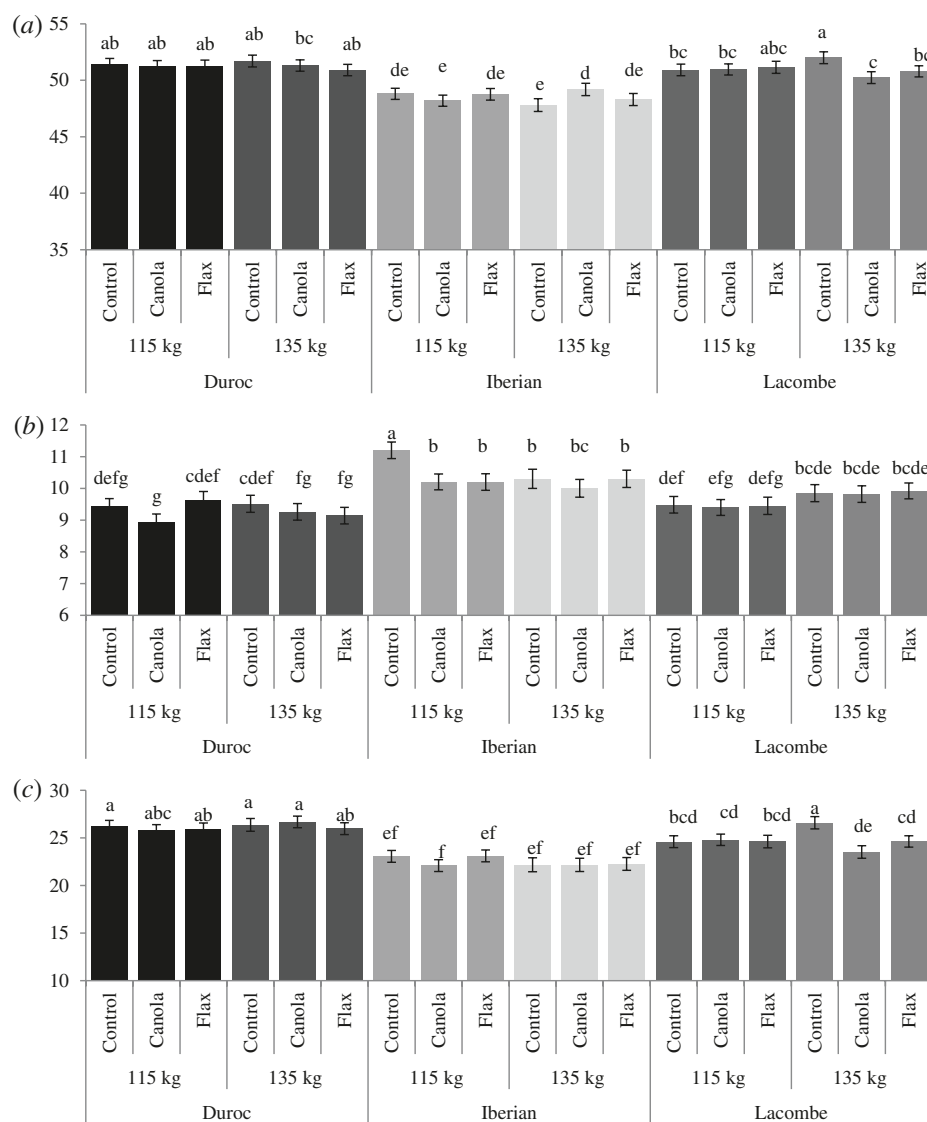 (a)
55
50
45
40
35
ab ab ab ab bc ab de e de e d de bc bc abc a c
Control Canola Flax Control Canola Flax Control Canola Flax Control Canola Flax Control Canola Flax Control Canola Flax
115 kg 135 kg 115 kg 135 kg 115 kg 135 kg
Duroc Iberian Lacombe
(b)
12
11
10
9
8
7
6
defg g cdef cdef fg fg a b b b bc b def efg defg bcde bcde bcde
Control Canola Flax Control Canola Flax Control Canola Flax Control Canola Flax Control Canola Flax Control Canola Flax
115 kg 135 kg 115 kg 135 kg 115 kg 135 kg
Duroc Iberian Lacombe
(c)
30
25
20
15
10
a abc ab a a ab ef f ef ef ef ef bcd cd bcd a de cd
Control Canola Flax Control Canola Flax Control Canola Flax Control Canola Flax Control Canola Flax Control Canola Flax
115 kg 135 kg 115 kg 135 kg 115 kg 135 kg
Duroc Iberian Lacombe